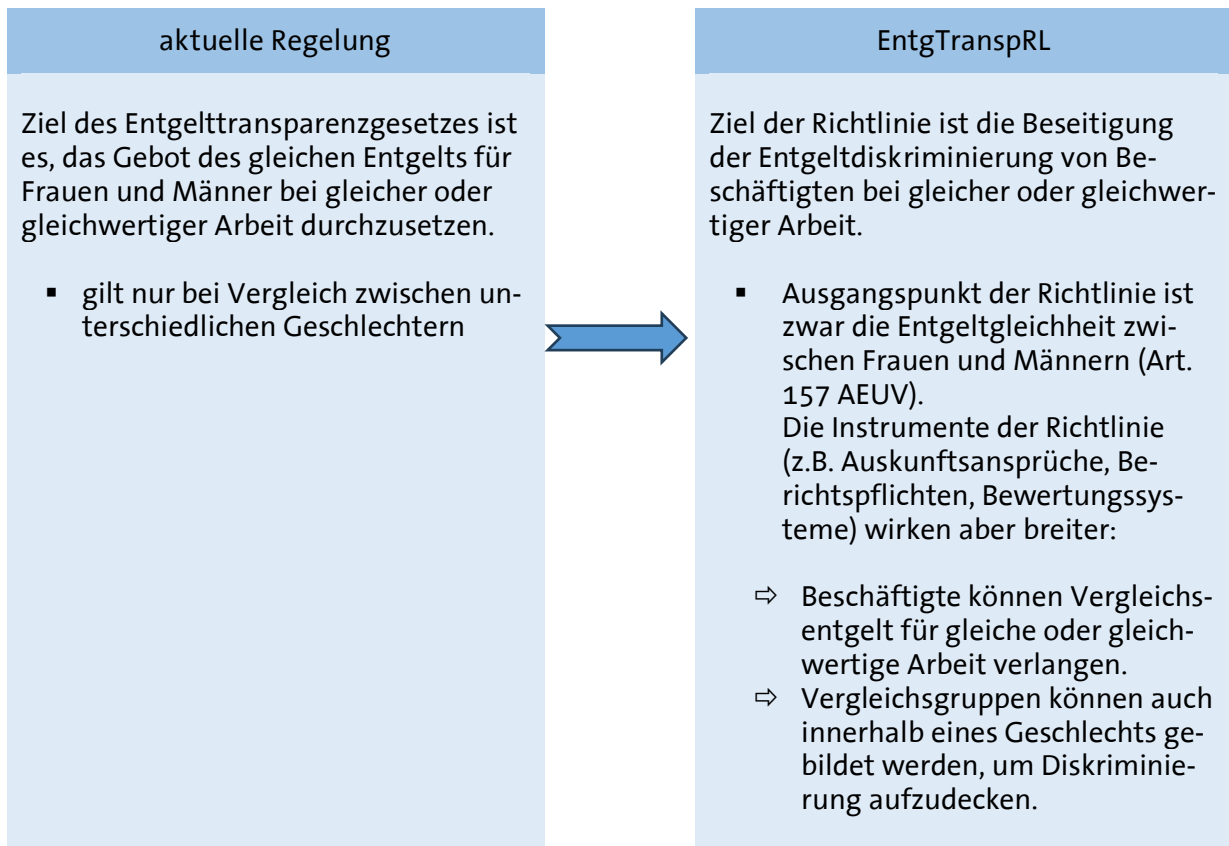 aktuelle Regelung
Ziel des Entgelttransparenzgesetzes ist
es, das Gebot des gleichen Entgelts für
Frauen und Männer bei gleicher oder
gleichwertiger Arbeit durchzusetzen.
▪ gilt nur bei Vergleich zwischen un-
terschiedlichen Geschlechtern
EntgTranspRL
Ziel der Richtlinie ist die Beseitigung
der Entgeltdiskriminierung von Be-
schäftigten bei gleicher oder gleichwer-
tiger Arbeit.
▪ Ausgangspunkt der Richtlinie ist
zwar die Entgeltgleichheit zwi-
schen Frauen und Männern (Art.
157 AEUV).
Die Instrumente der Richtlinie
(z.B. Auskunftsansprüche, Be-
richtspflichten, Bewertungssys-
teme) wirken aber breiter:
⇨ Beschäftigte können Vergleichs-
entgelt für gleiche oder gleich-
wertige Arbeit verlangen.
⇨ Vergleichsgruppen können auch
innerhalb eines Geschlechts ge-
bildet werden, um Diskriminie-
rung aufzudecken.